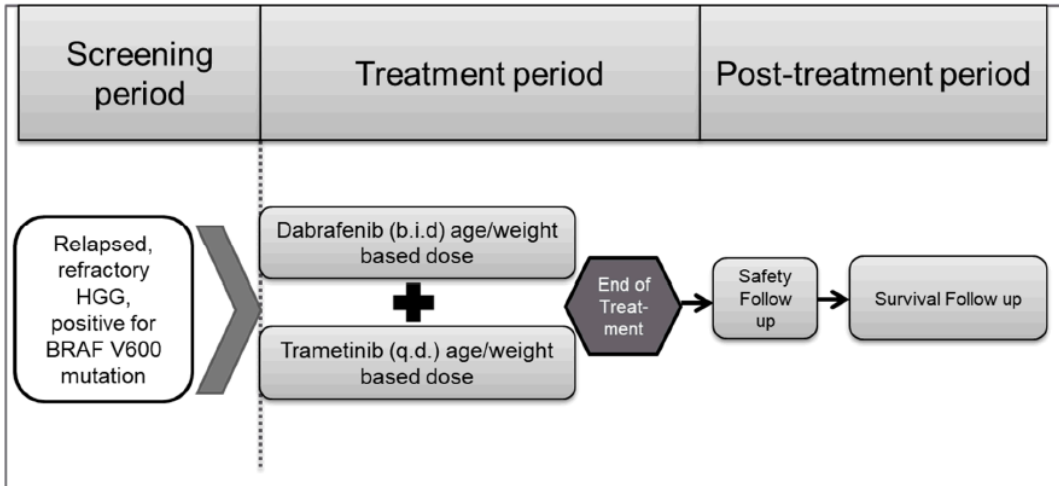 Screening
period
Treatment period
Post-treatment period
Relapsed,
refractory
HGG,
positive for
BRAF V600
mutation
Dabrafenib (b.i.d) age/weight
based dose
Trametinib (q.d.) age/weight
based dose
End of
Treat-
ment
Safety
Follow
up
Survival Follow up